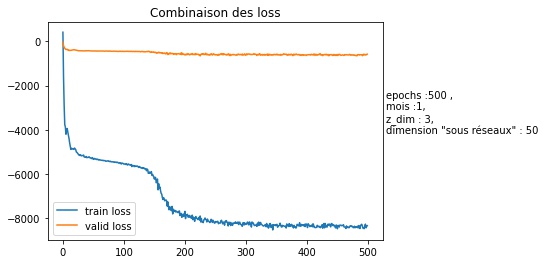 Combinaison des loss
0
−2000
−4000
−6000
−8000
0
100
200
300
400
500
train loss
valid loss
epochs :500 ,
mois :1,
z_dim : 3,
dimension "sous réseaux" : 50